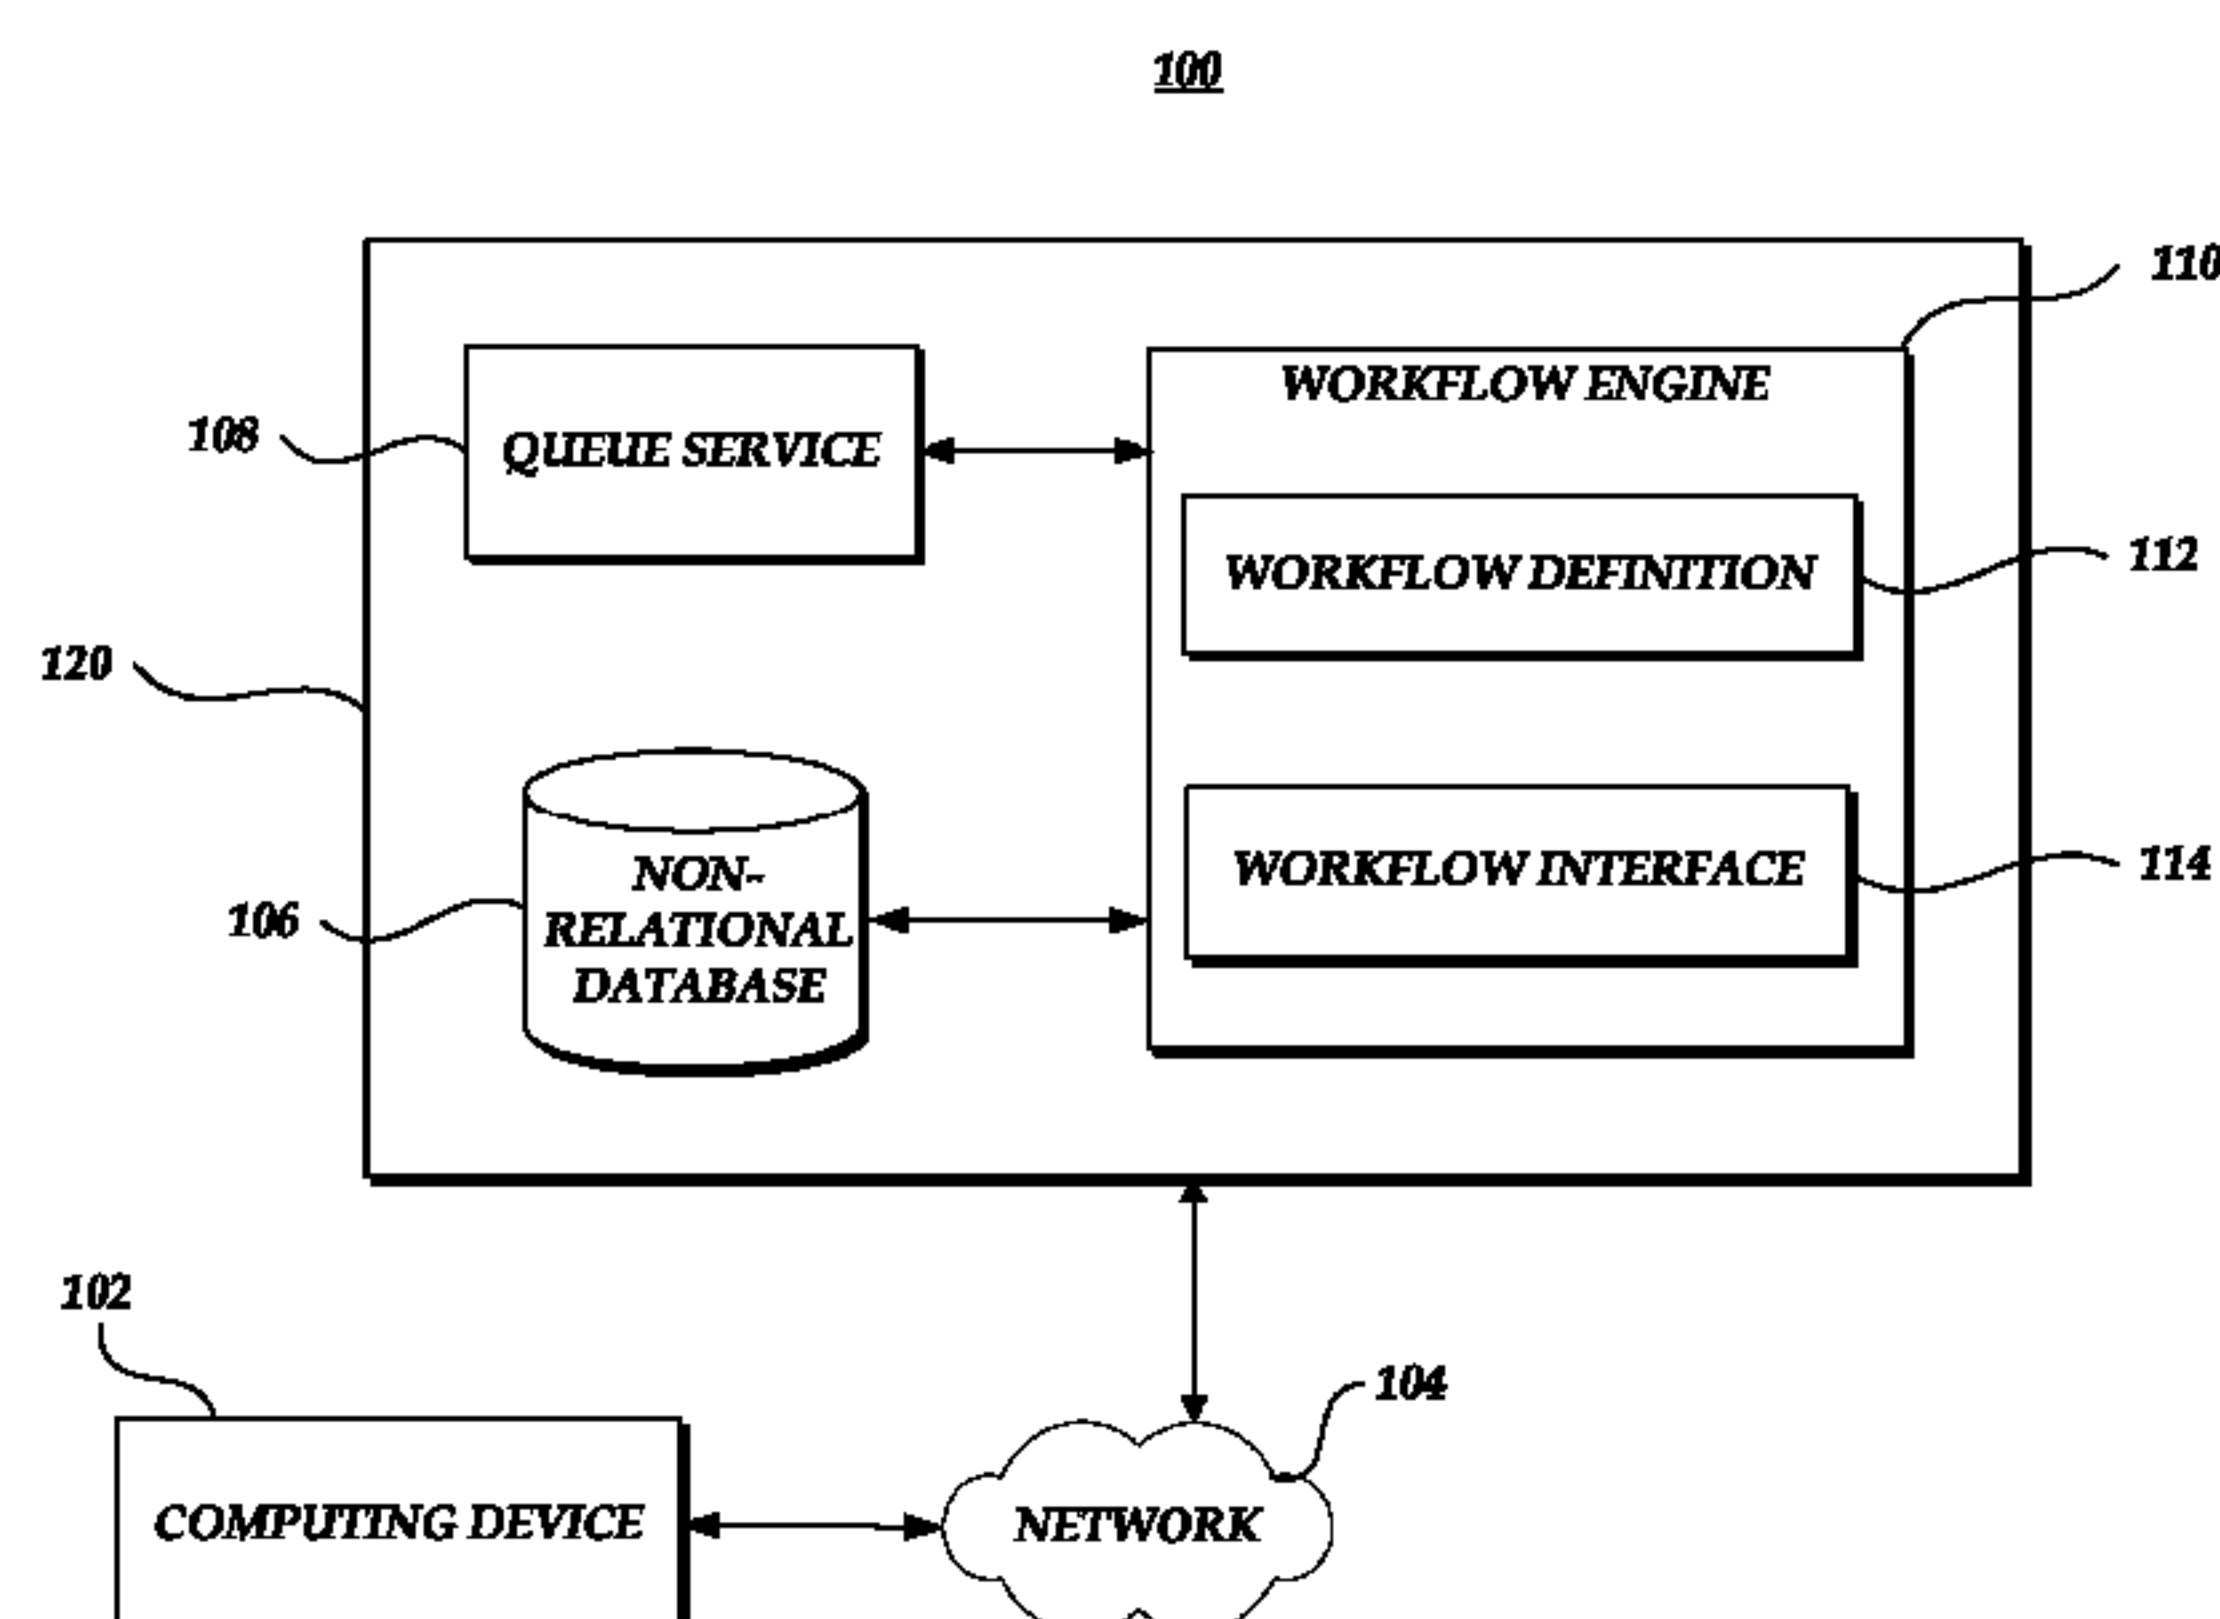 100
110
WORKFLOW ENGINE
108
QUEUE SERVICE
WORKFLOW DEFINITION
112
120
NON-
RELATIONAL
DATABASE
106
WORKFLOW INTERFACE
114
102
104
COMPUTING DEVICE
NETWORK